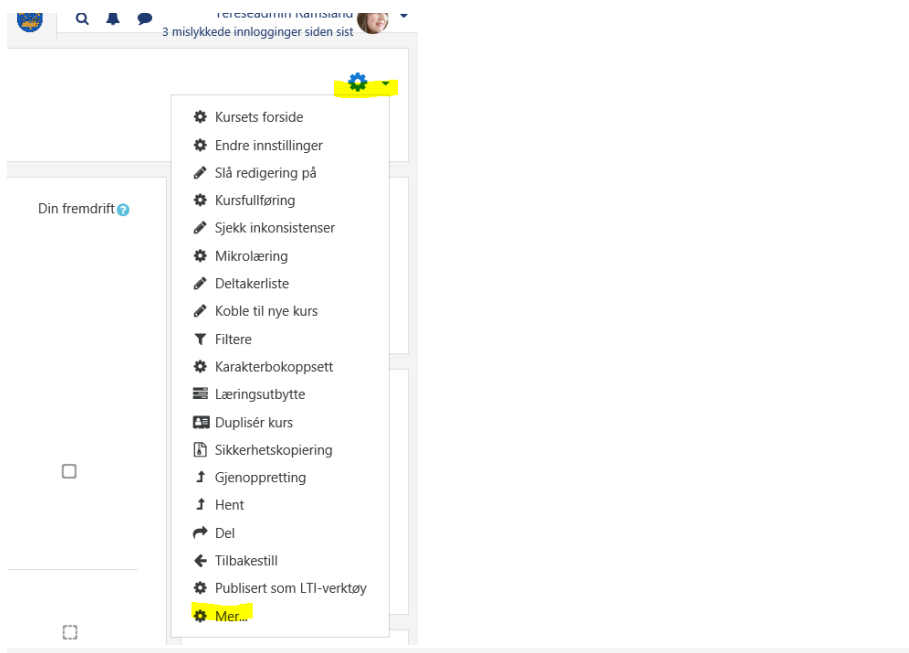 Tereseadmin Ramsland
3 mislykkede innlogginger siden sist
Kursets forside
Endre innstillinger
Slå redigering på
Din fremdrift
Kursfullføring
Sjekk inkonsistenser
Mikrolæring
Deltakerliste
Koble til nye kurs
Filtere
Karakterbokoppsett
Læringsutbytte
Duplisér kurs
Sikkerhetskopiering
Gjenoppretting
Hent
Del
Tilbakestill
Publisert som LTI-verktøy
Mer...